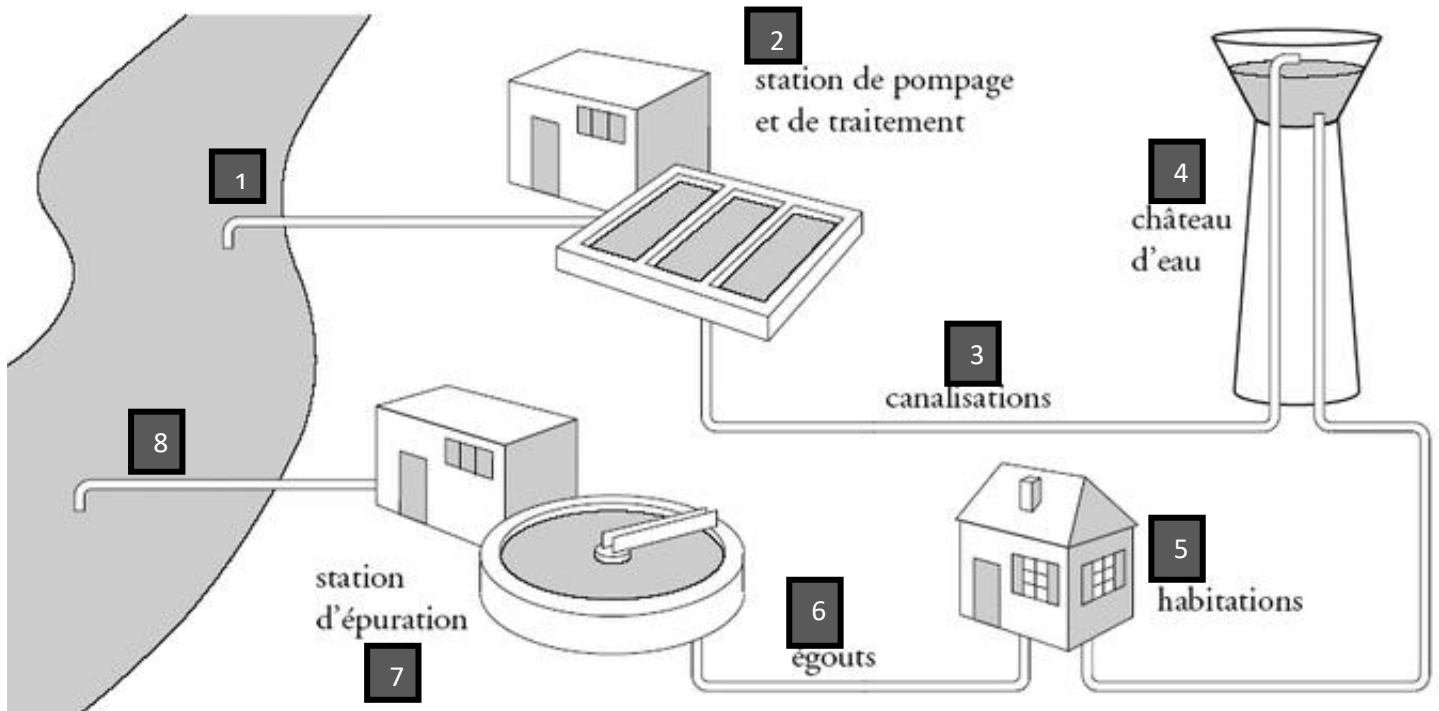 2
station de pompage
et de traitement
1
4
château
d'eau
3
canalisations
8
5
habitations
station
d'épuration
7
6
égouts